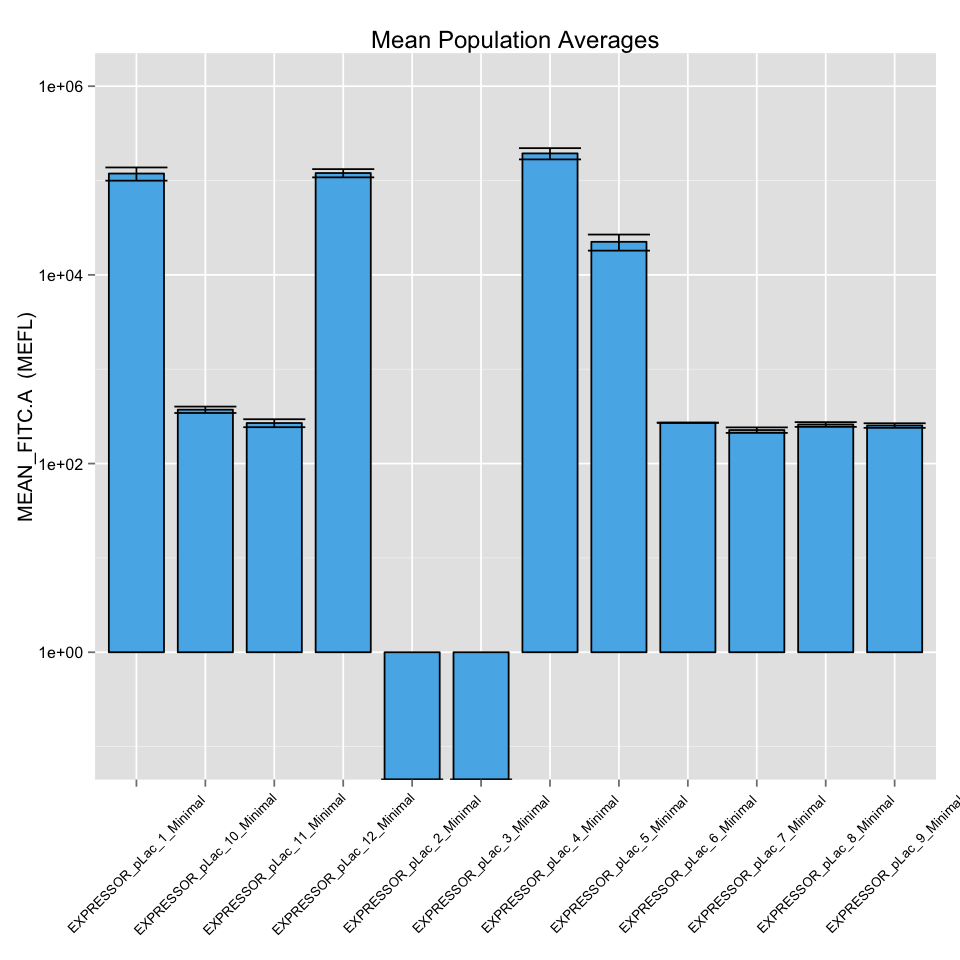 Mean Population Averages
MEAN_FITC.A (MEFL)
1e+06
1e+04
1e+02
1e+00
EXPRESSOR_pLac_1_Minimal
EXPRESSOR_pLac_10_Minimal
EXPRESSOR_pLac_11_Minimal
EXPRESSOR_pLac_12_Minimal
EXPRESSOR_pLac_2_Minimal
EXPRESSOR_pLac_3_Minimal
EXPRESSOR_pLac_4_Minimal
EXPRESSOR_pLac_5_Minimal
EXPRESSOR_pLac_6_Minimal
EXPRESSOR_pLac_7_Minimal
EXPRESSOR_pLac_8_Minimal
EXPRESSOR_pLac_9_Minimal